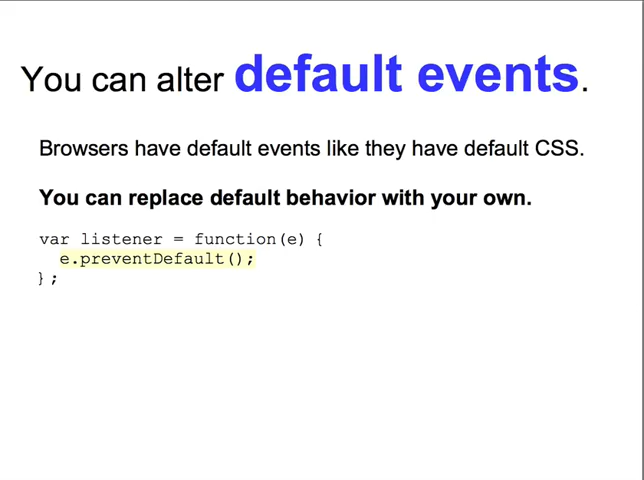 You can alter default events.
Browsers have default events like they have default CSS.
You can replace default behavior with your own.
var listener = function(e) {
  e.preventDefault();
};